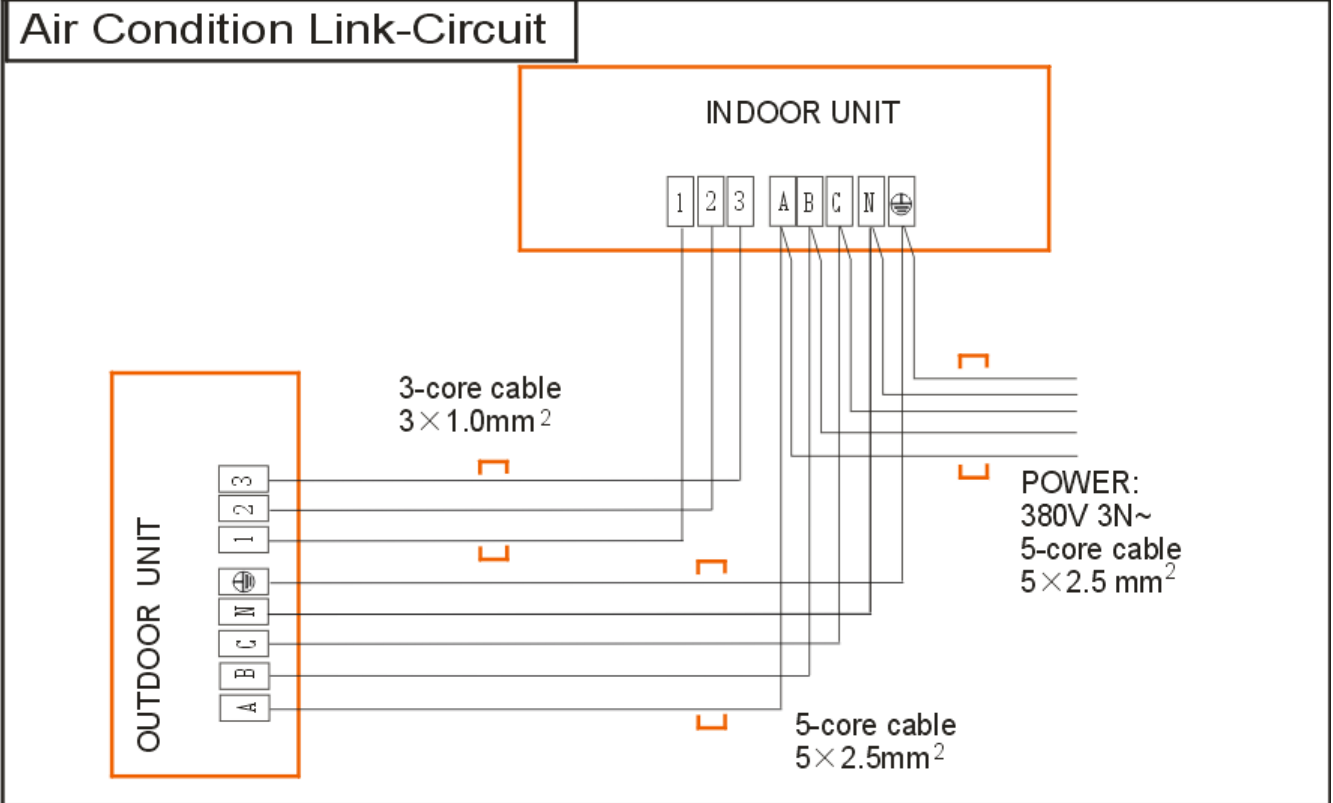 Air Condition Link-Circuit
INDOOR UNIT
1 2 3 A B C N
3-core cable
3×1.0mm²
POWER:
380V 3N~
5-core cable
5×2.5 mm²
OUTDOOR UNIT
3
2
1
N
C
B
A
5-core cable
5×2.5mm²